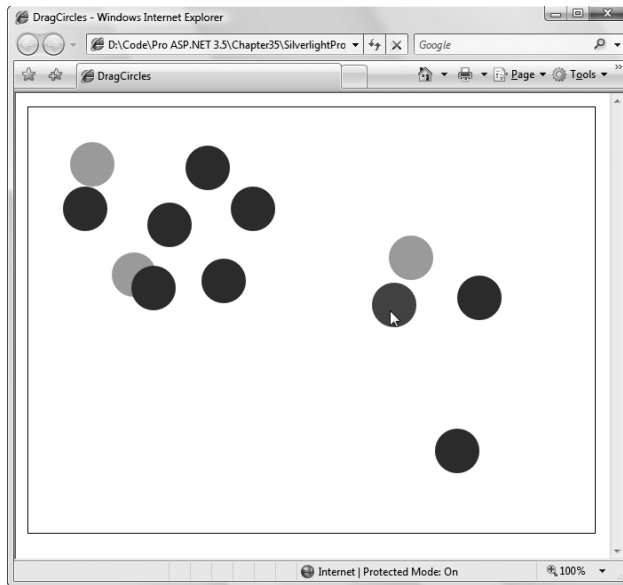 DragCircles - Windows Internet Explorer
D:\Code\Pro ASP.NET 3.5\Chapter35\SilverlightPro
Google
DragCircles
Page Tools »
Internet | Protected Mode: On 100%